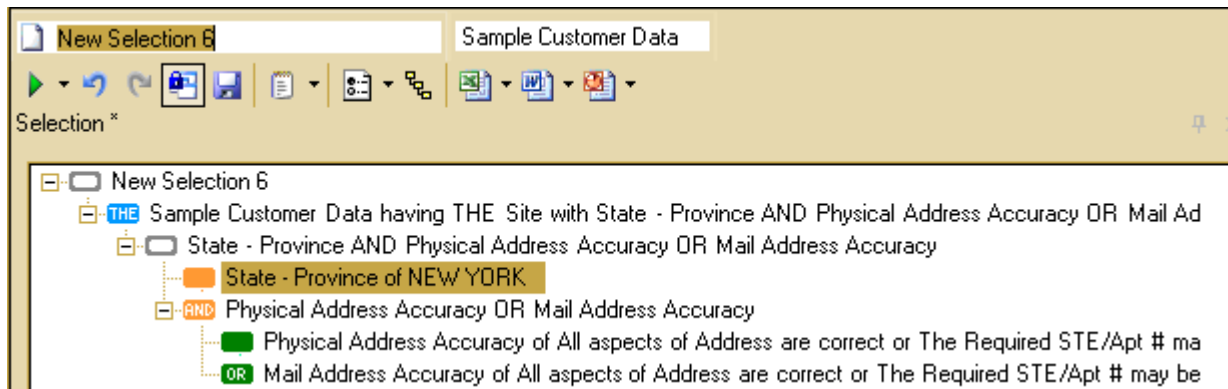 New Selection 6 Sample Customer Data
Selection *
New Selection 6
THE Sample Customer Data having THE Site with State - Province AND Physical Address Accuracy OR Mail Ad
State - Province AND Physical Address Accuracy OR Mail Address Accuracy
State - Province of NEW YORK
AND Physical Address Accuracy OR Mail Address Accuracy
Physical Address Accuracy of All aspects of Address are correct or The Required STE/Apt # ma
OR Mail Address Accuracy of All aspects of Address are correct or The Required STE/Apt # may be